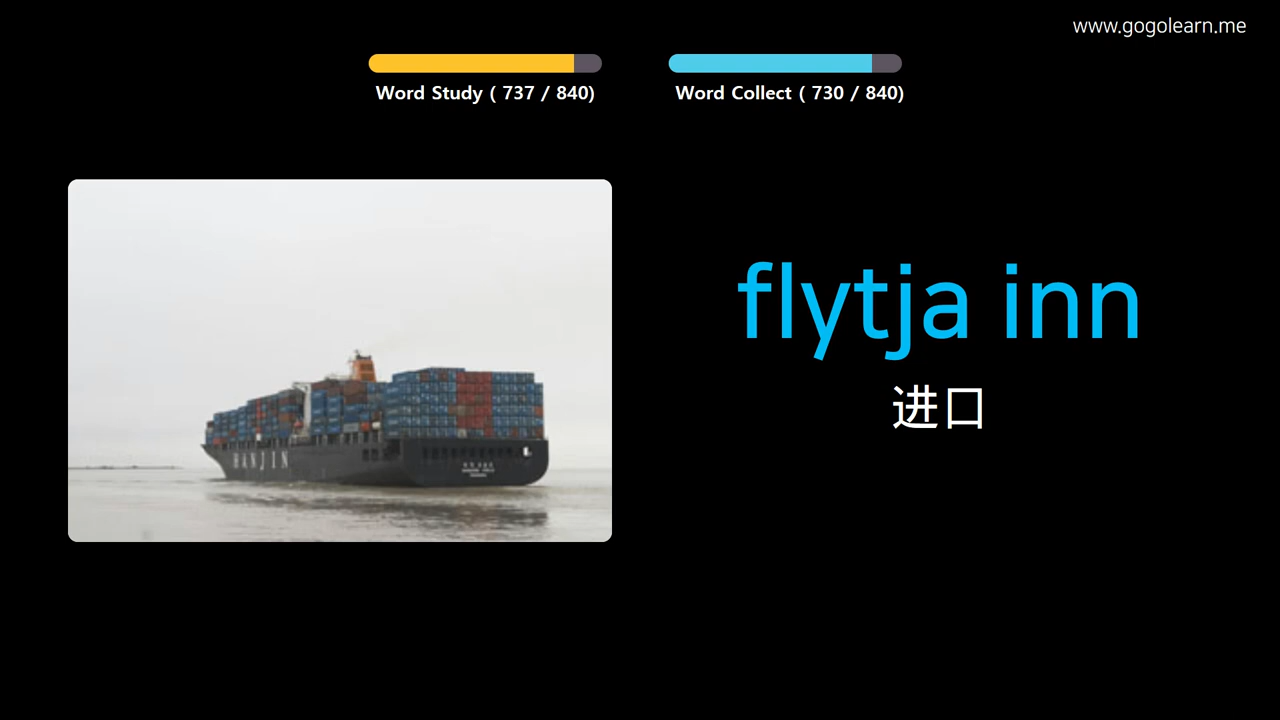 www.gogolearn.me
Word Study ( 737 / 840)
Word Collect ( 730 / 840)
flytja inn
进口
HANJIN